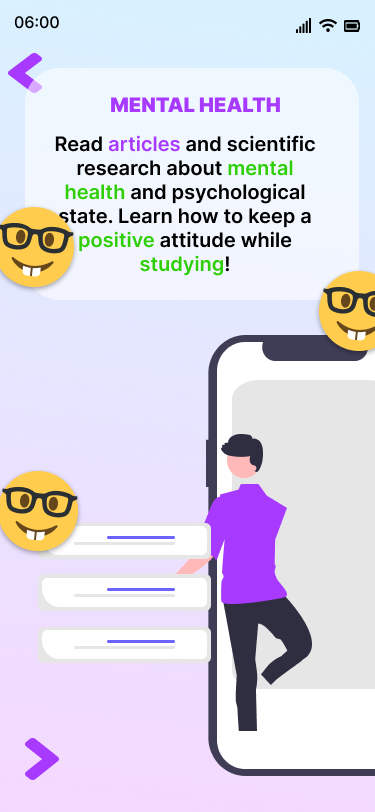 06:00
MENTAL HEALTH
Read articles and scientific
research about mental
health and psychological
state. Learn how to keep a
positive attitude while
studying!